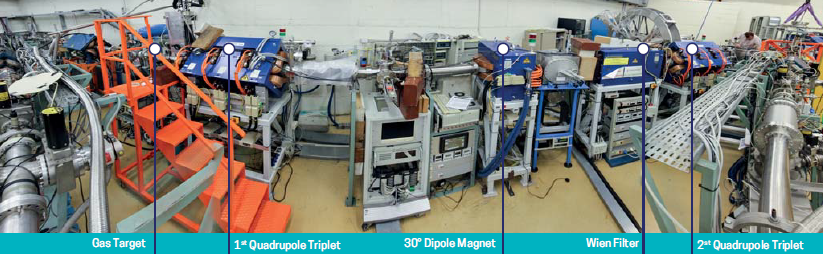 Gas Target
1st Quadrupole Triplet
30° Dipole Magnet
Wien Filter
2st Quadrupole Triplet